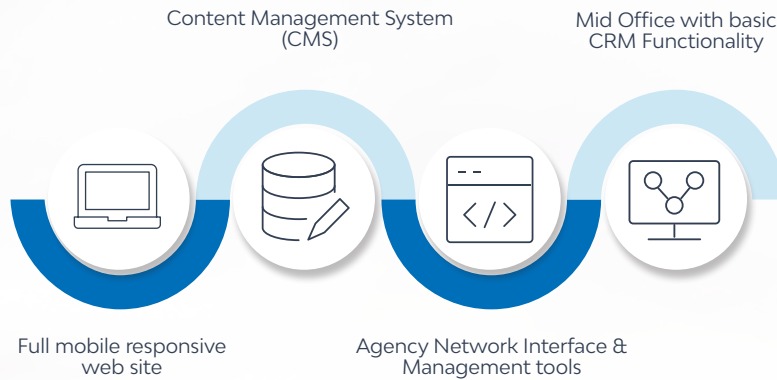 Content Management System
(CMS)
Mid Office with basic
CRM Functionality
Full mobile responsive
web site
Agency Network Interface &
Management tools